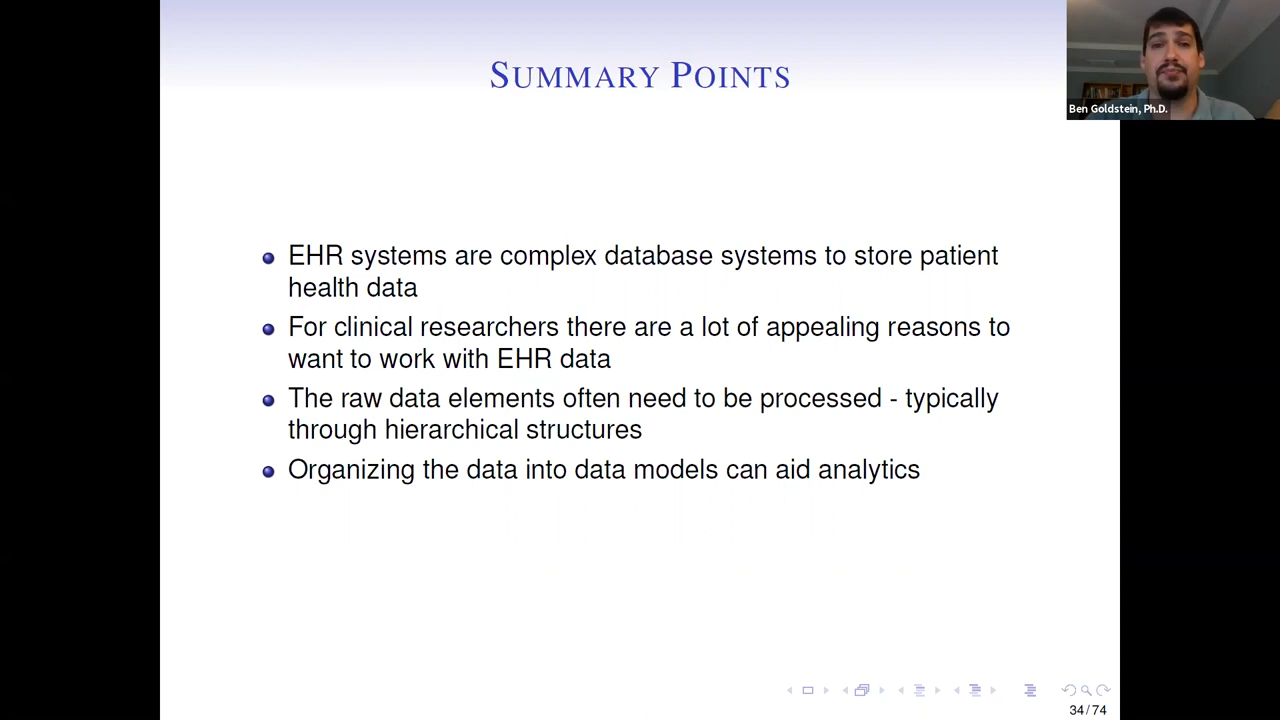 SUMMARY POINTS
Ben Goldstein, Ph.D.
EHR systems are complex database systems to store patient
health data
For clinical researchers there are a lot of appealing reasons to
want to work with EHR data
The raw data elements often need to be processed - typically
through hierarchical structures
Organizing the data into data models can aid analytics
34 / 74